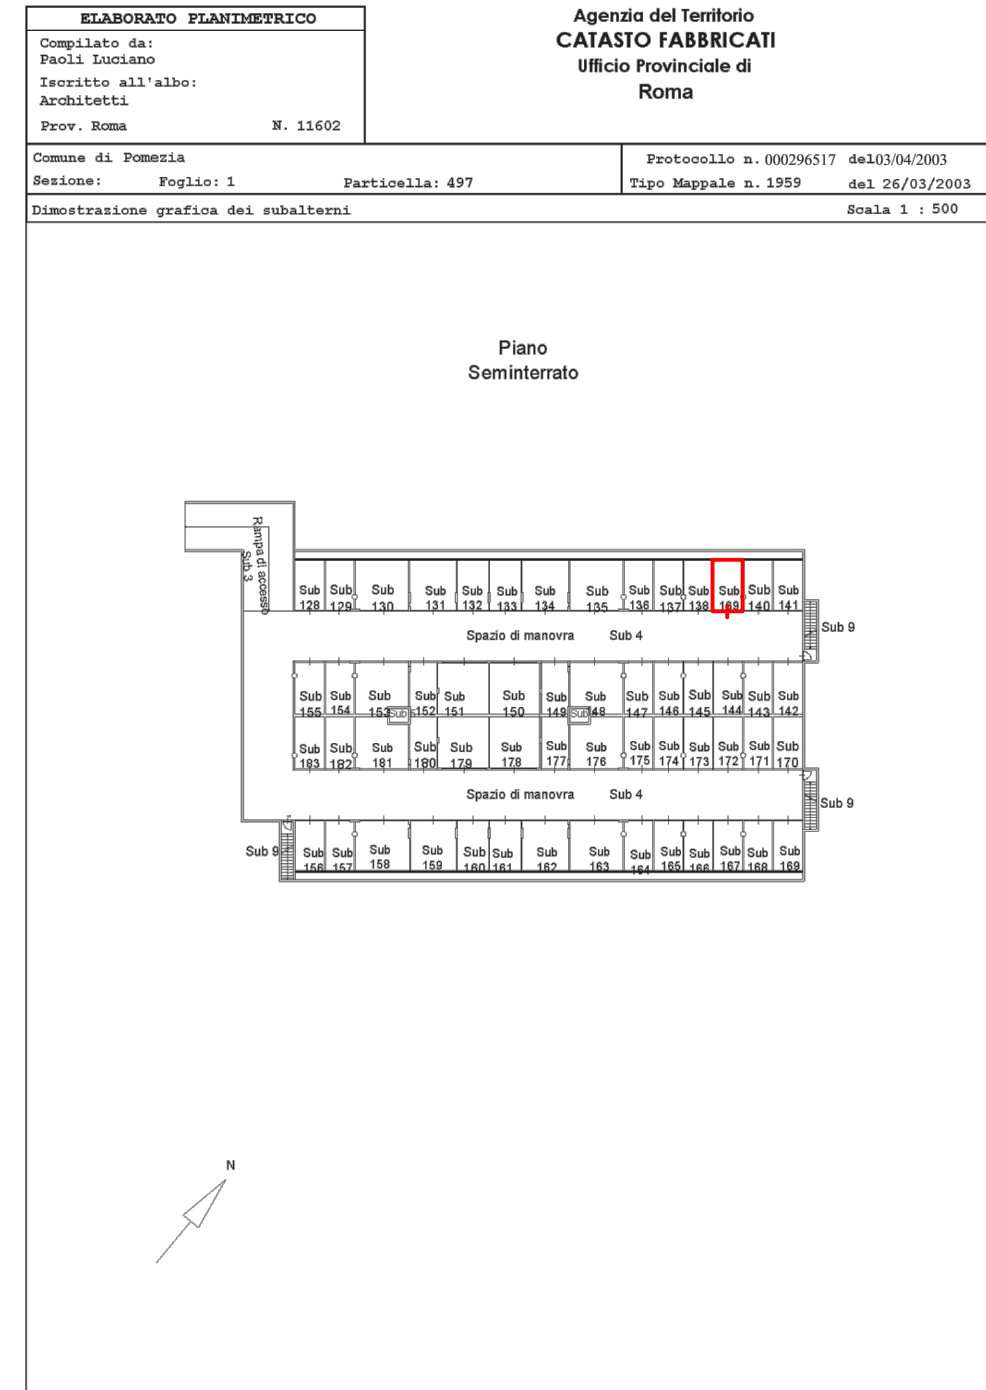 ELABORATO PLANIMETRICO
Compilato da:
Paoli Luciano
Iscritto all'albo:
Architetti
Prov. Roma N. 11602
Agenzia del Territorio
CATASTO FABBRICATI
Ufficio Provinciale di
Roma
Comune di Pomezia
Sezione: Foglio: 1 Particella: 497
Protocollo n. 000296517 del03/04/2003
Tipo Mappale n. 1959 del 26/03/2003
Dimostrazione grafica dei subalterni Scala 1 : 500
Piano
Seminterrato
Rampa di accesso
Sub 3
Sub Sub Sub Sub Sub Sub Sub Sub Sub Sub Sub Sub Sub Sub
128 129 130 131 132 133 134 135 136 137 138 139 140 141
Sub 9
Spazio di manovra Sub 4
Sub Sub Sub Sub Sub Sub Sub Sub Sub Sub Sub Sub Sub Sub
155 154 153 152 151 150 149 148 147 146 145 144 143 142
Sub Sub
Sub Sub Sub Sub Sub Sub Sub Sub Sub Sub Sub Sub Sub Sub
183 182 181 180 179 178 177 176 175 174 173 172 171 170
Spazio di manovra Sub 4
Sub 9
Sub 9
Sub Sub Sub Sub Sub Sub Sub Sub Sub Sub Sub Sub Sub Sub
156 157 158 159 160 161 162 163 164 165 166 167 168 169
N